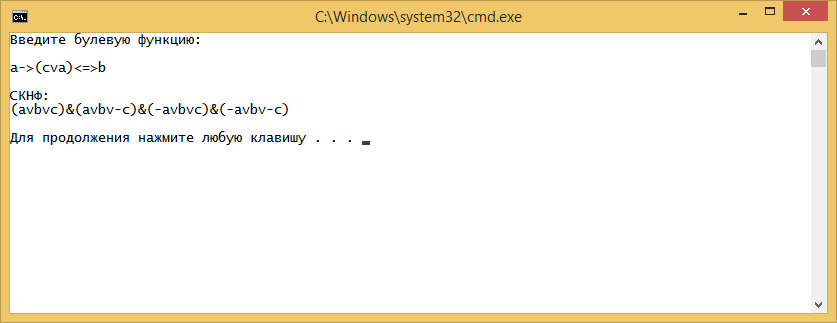 C:\Windows\system32\cmd.exe
Введите булевую функцию:
a->(cva)<=>b
СКНФ:
(avbvc)&(avbv-c)&(-avbvc)&(-avbv-c)
Для продолжения нажмите любую клавишу . . .